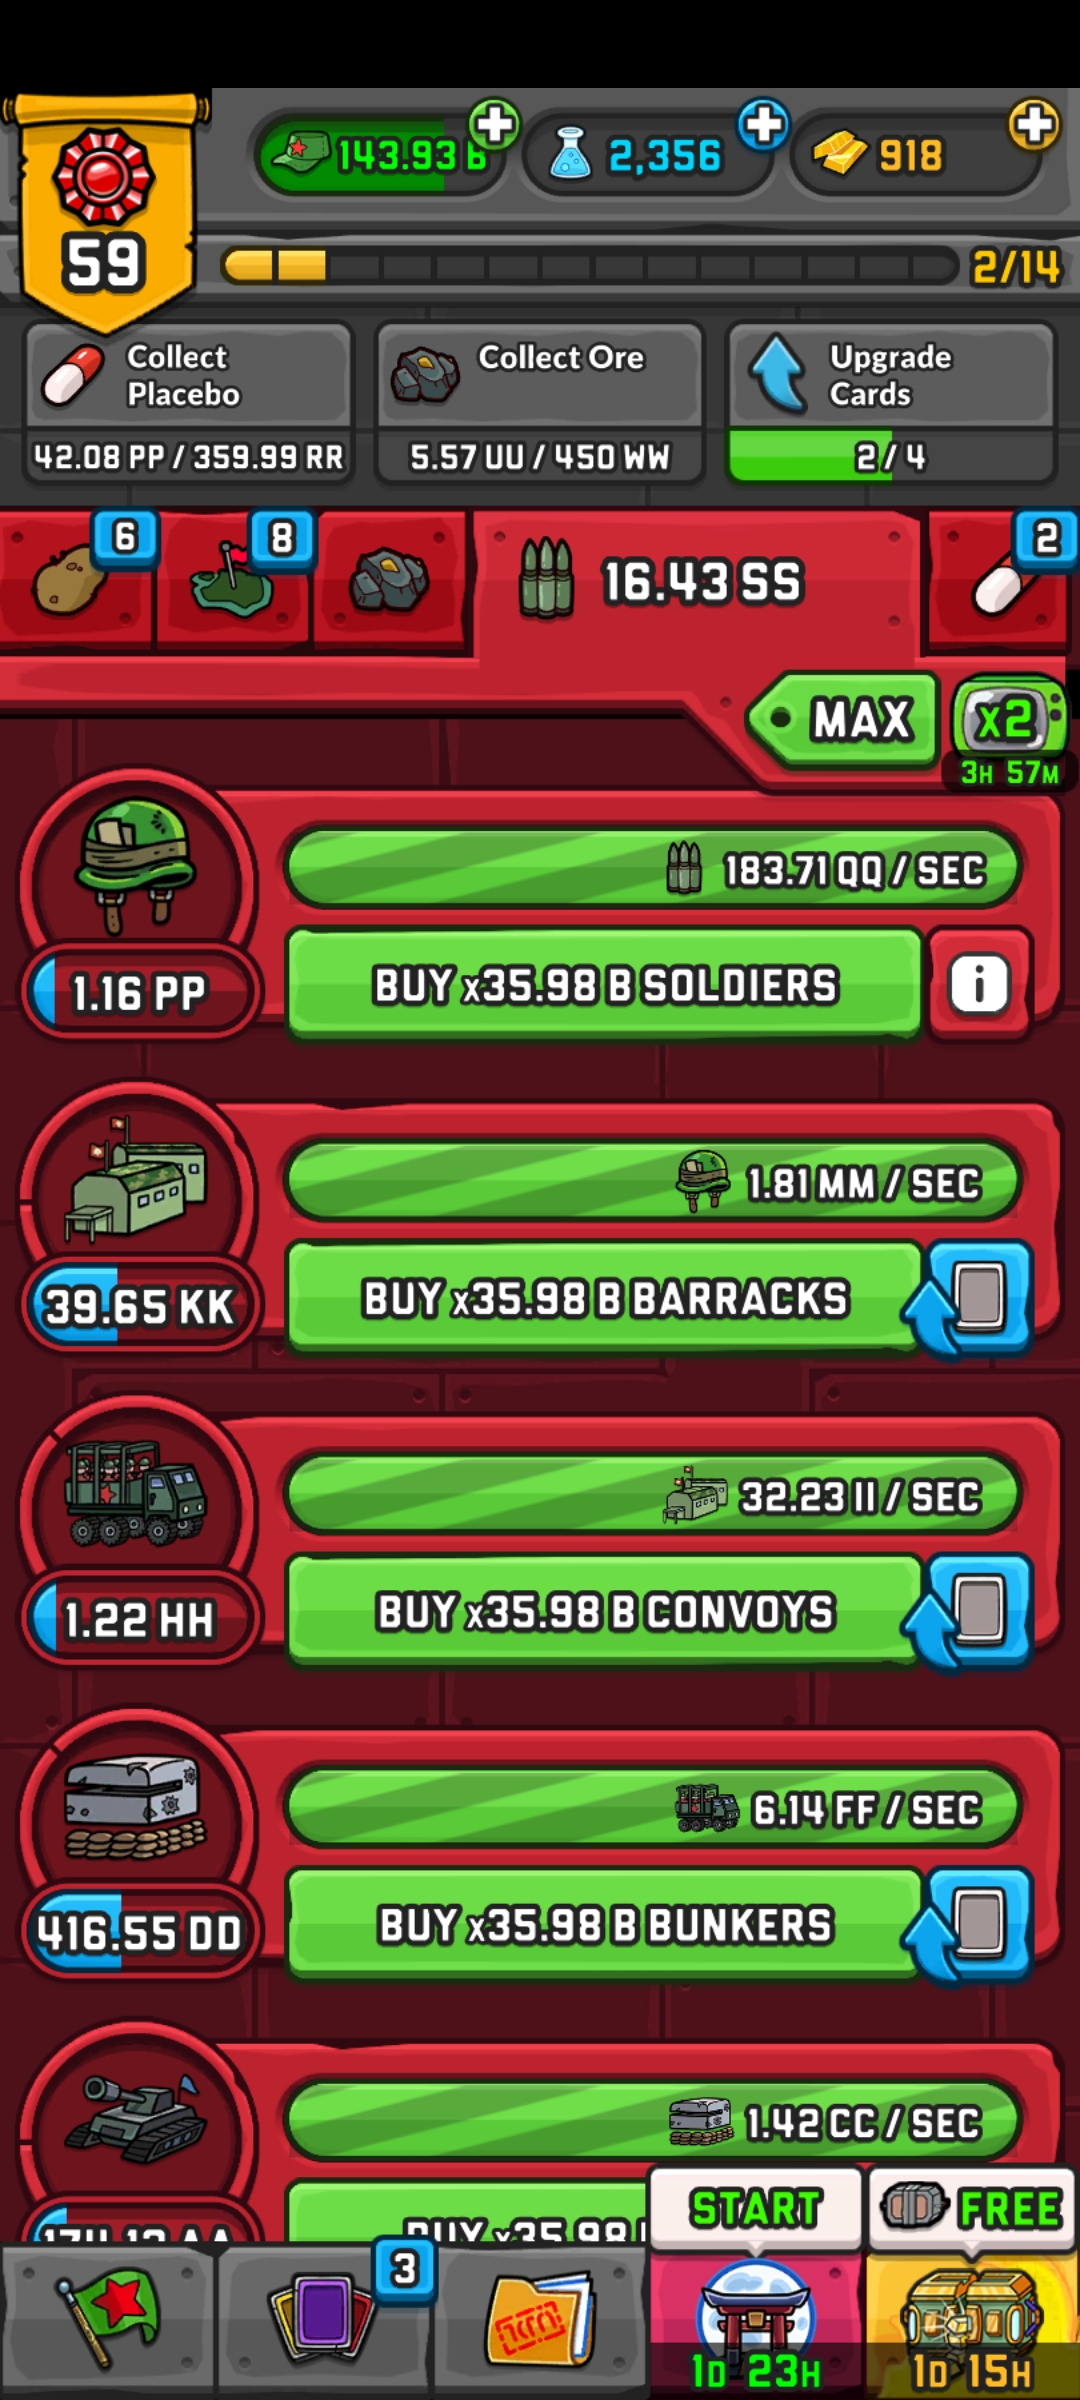 143.93 B
2,356
918
59
2/14
Collect
Placebo
42.08 PP / 359.99 RR
Collect Ore
5.57 UU / 450 WW
Upgrade
Cards
2 / 4
6
8
16.43 SS
2
MAX
x2
3H 57M
183.71 QQ / SEC
1.16 PP
BUY x35.98 B SOLDIERS
i
1.81 MM / SEC
39.65 KK
BUY x35.98 B BARRACKS
32.23 II / SEC
1.22 HH
BUY x35.98 B CONVOYS
6.14 FF / SEC
416.55 DD
BUY x35.98 B BUNKERS
1.42 CC / SEC
BUY x35.98
START
FREE
3
1D 23H
1D 15H